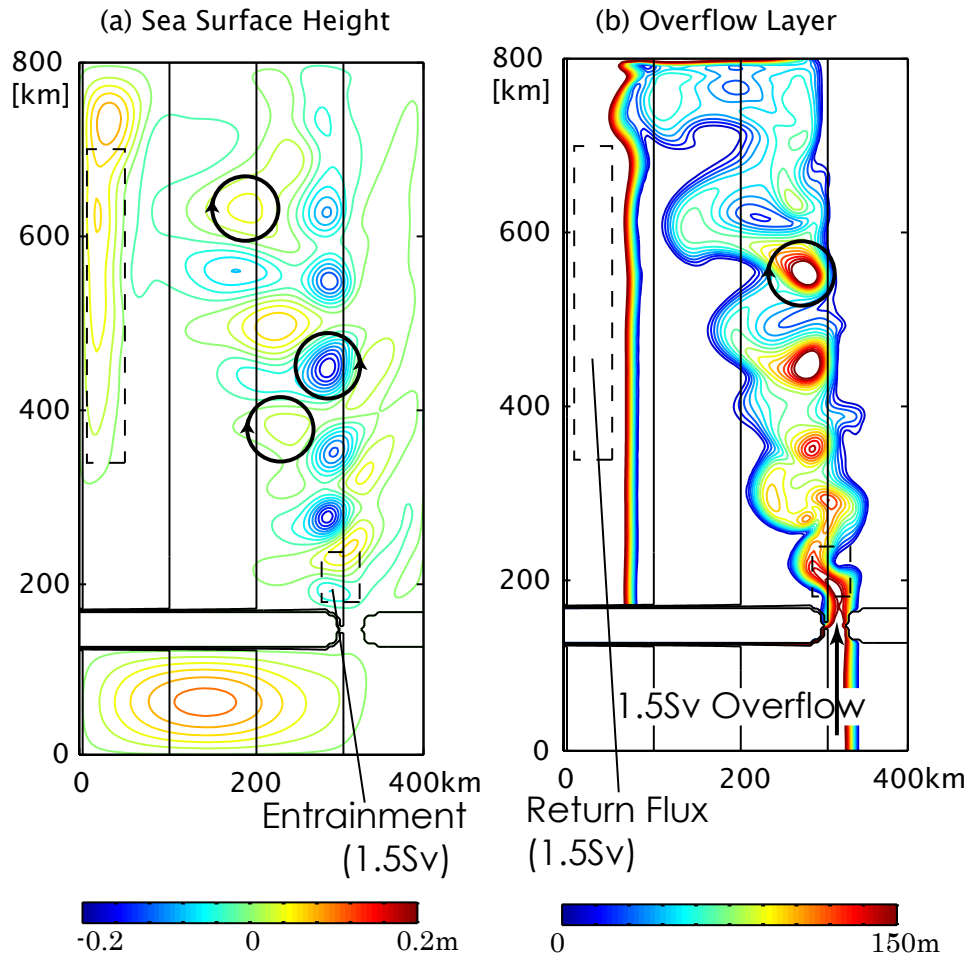 (a) Sea Surface Height
(b) Overflow Layer
800
[km]
600
400
200
0
0
200
400km
800
[km]
600
400
200
0
0
200
400km
1.5Sv Overflow
Entrainment
(1.5Sv)
Return Flux
(1.5Sv)
-0.2
0
0.2m
0
150m